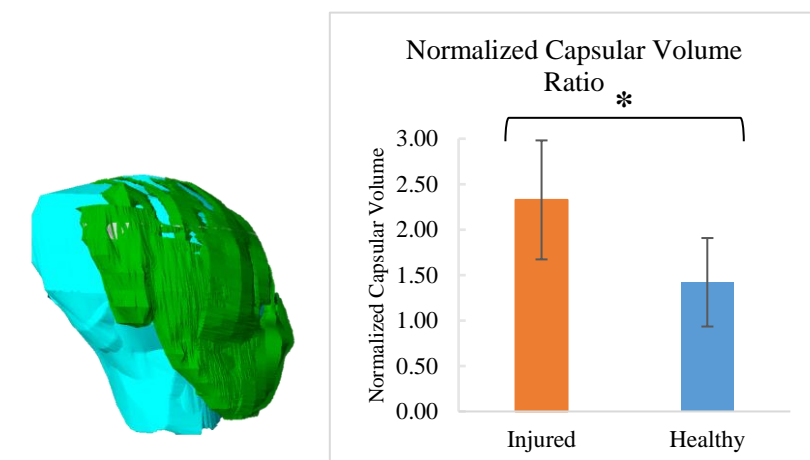 Normalized Capsular Volume
Ratio
*
Normalized Capsular Volume
3.00
2.50
2.00
1.50
1.00
0.50
0.00
Injured
Healthy